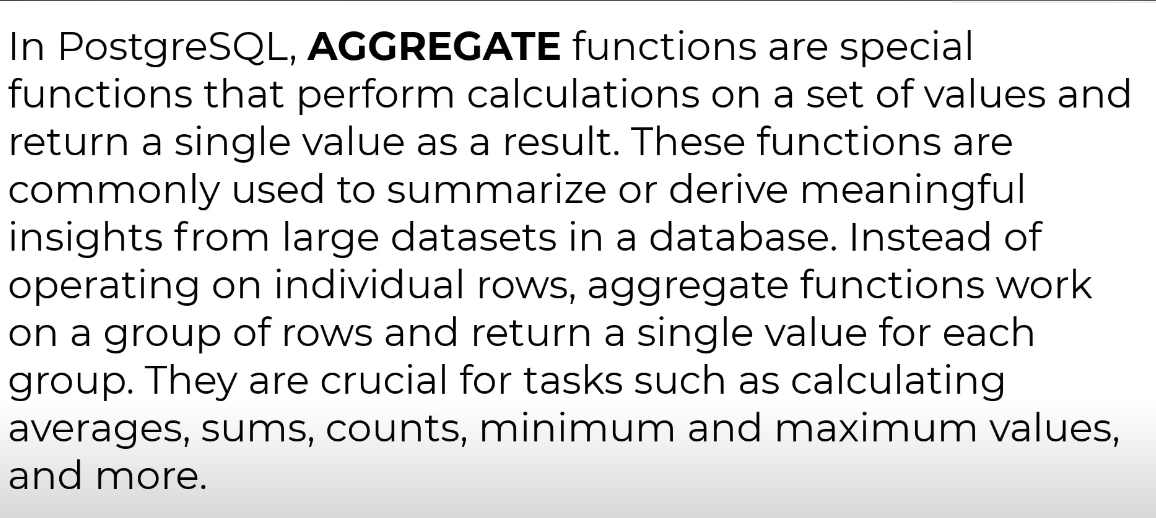 In PostgreSQL, AGGREGATE functions are special
functions that perform calculations on a set of values and
return a single value as a result. These functions are
commonly used to summarize or derive meaningful
insights from large datasets in a database. Instead of
operating on individual rows, aggregate functions work
on a group of rows and return a single value for each
group. They are crucial for tasks such as calculating
averages, sums, counts, minimum and maximum values,
and more.